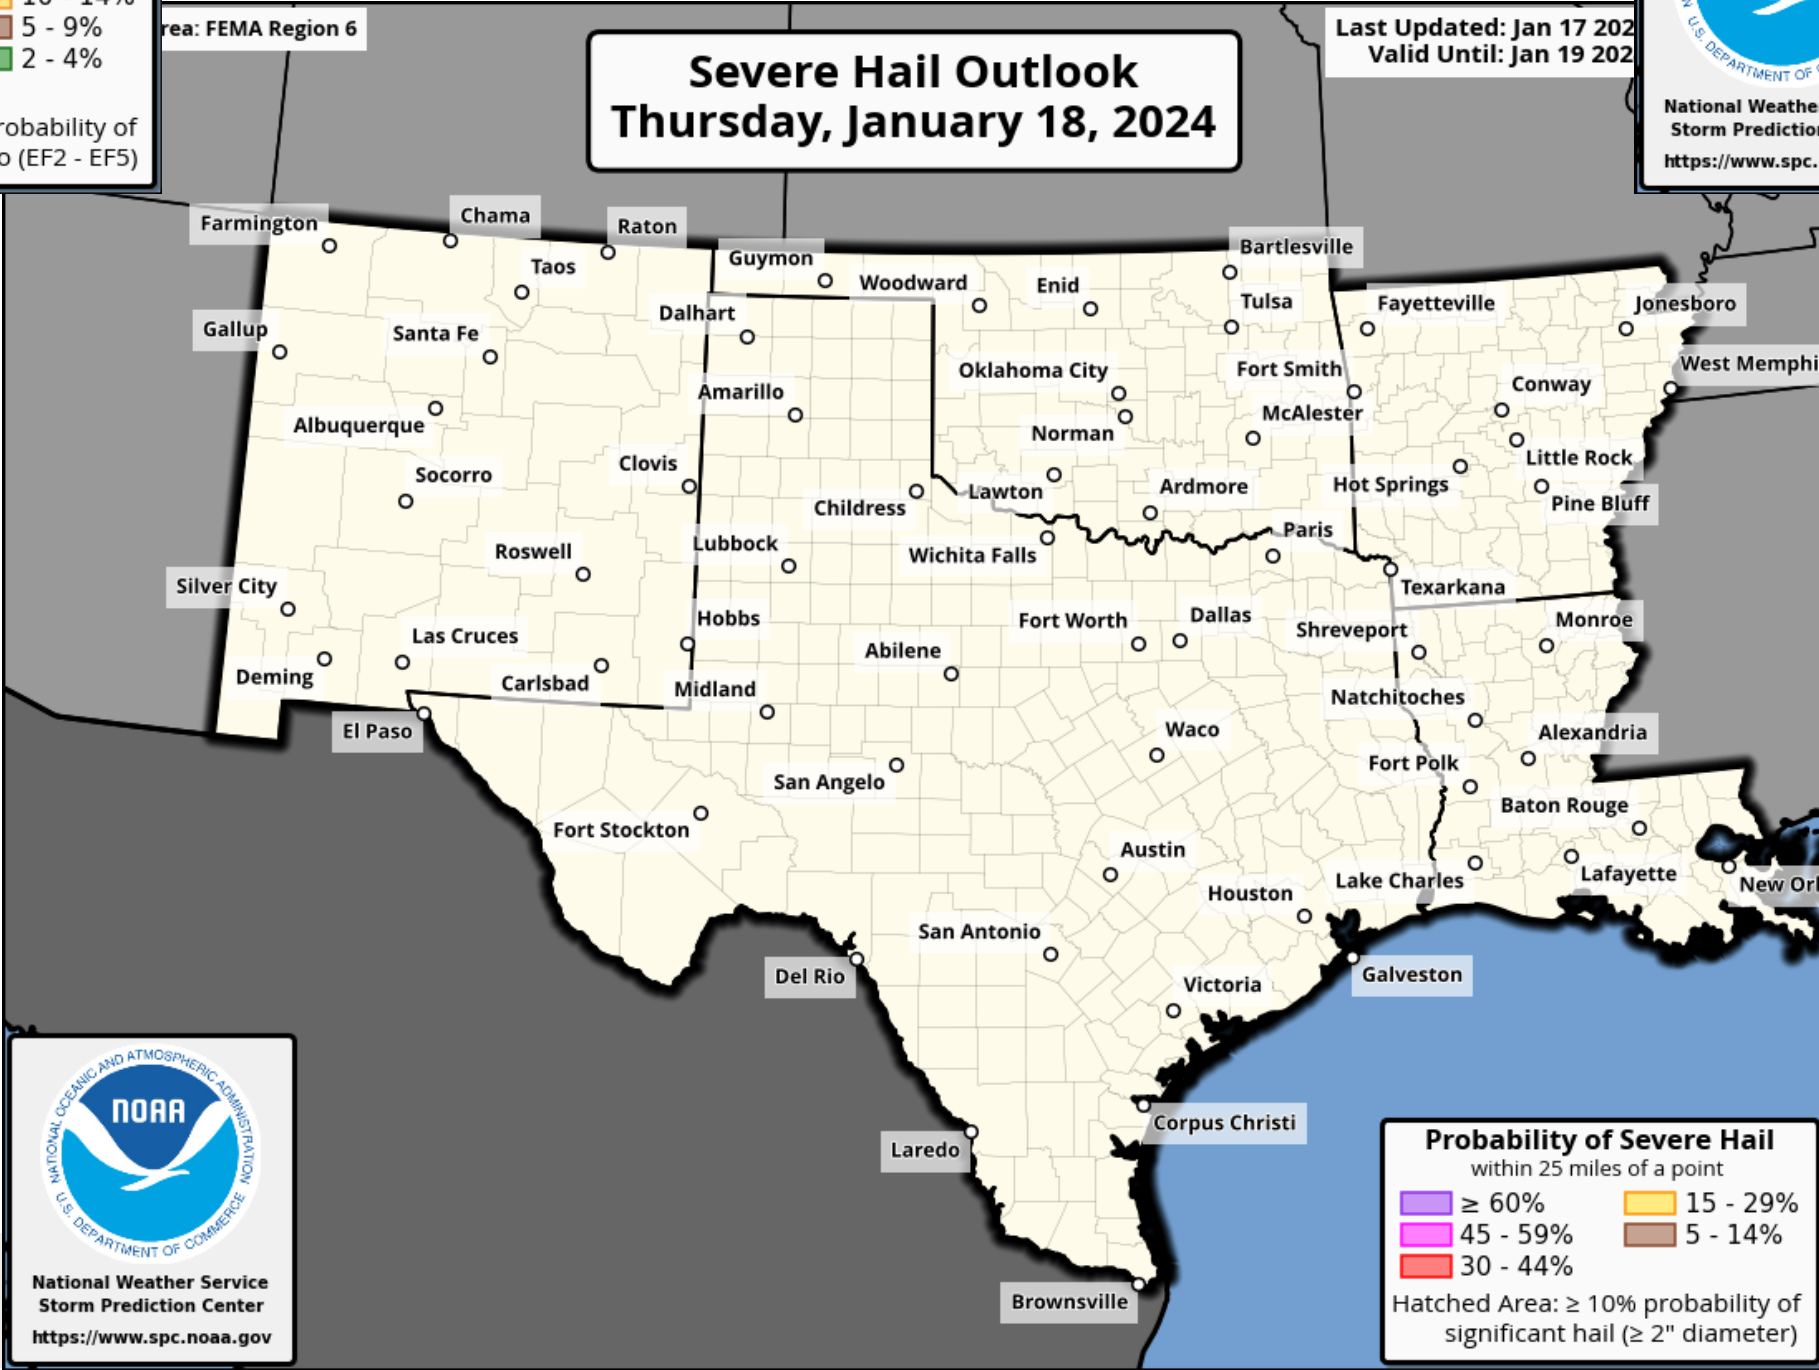 5 - 9%
2 - 4%
rea: FEMA Region 6
Severe Hail Outlook
Thursday, January 18, 2024
Last Updated: Jan 17 202
Valid Until: Jan 19 202
U.S. DEPARTMENT OF
National Weathe
Storm Prediction
https://www.spc.
robability of
o (EF2 - EF5)
Farmington
Chama
Raton
Taos
Guymon
Woodward
Enid
Bartlesville
Tulsa
Fayetteville
Jonesboro
Gallup
Santa Fe
Dalhart
Oklahoma City
Fort Smith
West Memphi
Conway
Amarillo
McAlester
Albuquerque
Norman
Little Rock
Socorro
Clovis
Childress
Lawton
Ardmore
Hot Springs
Pine Bluff
Paris
Roswell
Lubbock
Wichita Falls
Silver City
Texarkana
Hobbs
Fort Worth
Dallas
Shreveport
Monroe
Las Cruces
Abilene
Deming
Carlsbad
Midland
Natchitoches
El Paso
Waco
Alexandria
San Angelo
Fort Polk
Baton Rouge
Fort Stockton
Austin
Lake Charles
Lafayette
New Orl
Houston
San Antonio
Del Rio
Victoria
Galveston
Corpus Christi
Laredo
Brownsville
NATIONAL OCEANIC AND ATMOSPHERIC ADMINISTRATION
NOAA
U.S. DEPARTMENT OF COMMERCE
National Weather Service
Storm Prediction Center
https://www.spc.noaa.gov
Probability of Severe Hail
within 25 miles of a point
≥ 60%
15 - 29%
45 - 59%
5 - 14%
30 - 44%
Hatched Area: ≥ 10% probability of
significant hail (≥ 2" diameter)